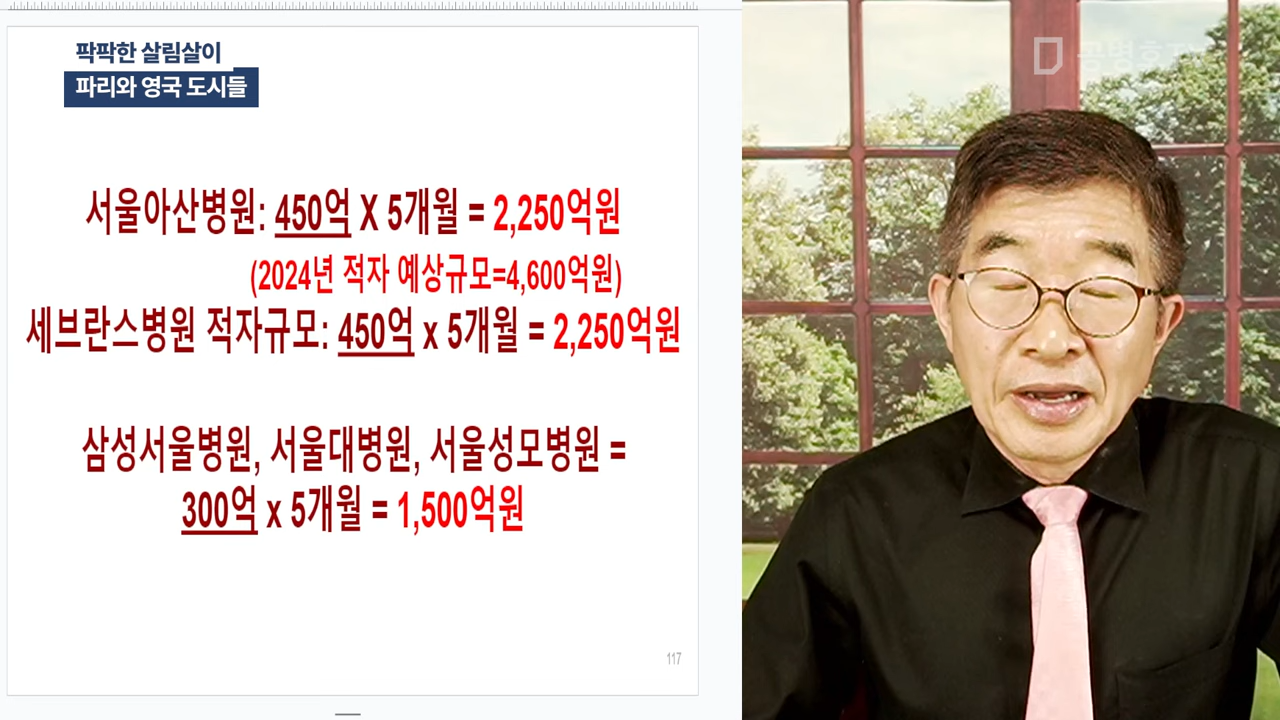 팍팍한 살림살이
파리와 영국 도시들
서울아산병원: 450억 X 5개월 = 2,250억원
(2024년 적자 예상규모=4,600억원)
세브란스병원 적자규모: 450억 x 5개월 = 2,250억원
삼성서울병원, 서울대병원, 서울성모병원 =
300억 x 5개월 = 1,500억원
117
공병호